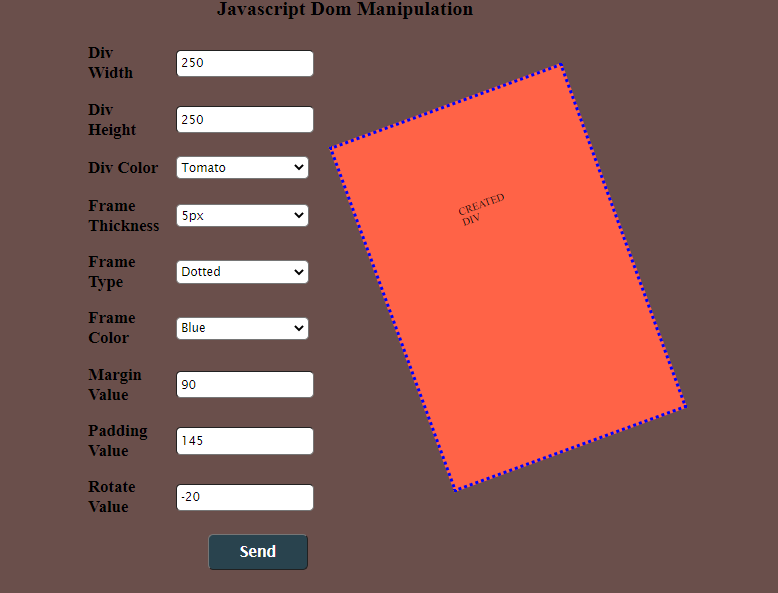 Javascript Dom Manipulation
Div
Width
250
Div
Height
250
Div Color
Tomato
Frame
Thickness
5px
Frame
Type
Dotted
Frame
Color
Blue
Margin
Value
90
Padding
Value
145
Rotate
Value
-20
Send
CREATED
DIV